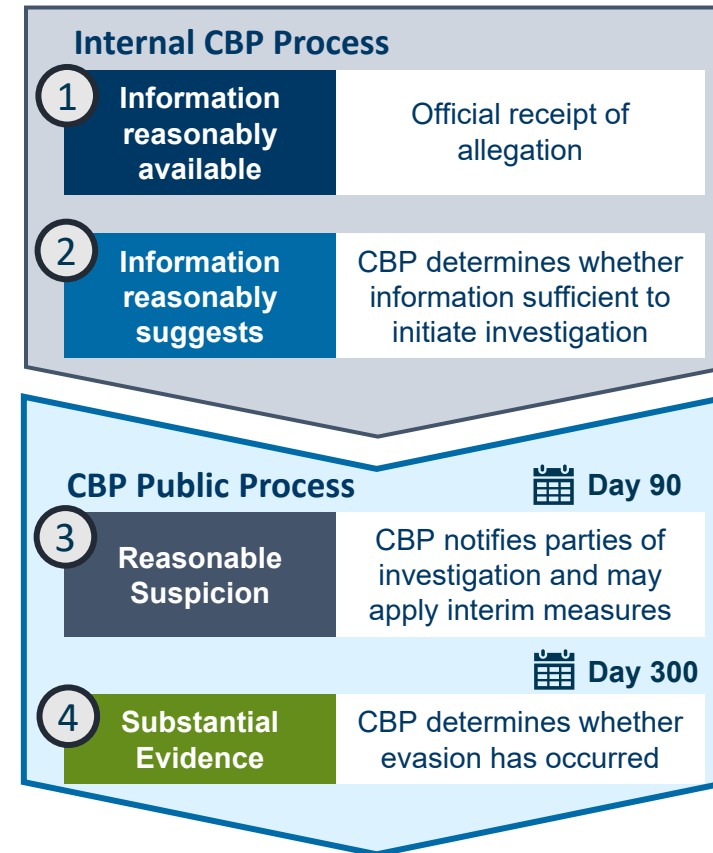 Internal CBP Process
1
Information
reasonably
available
Official receipt of
allegation
2
Information
reasonably
suggests
CBP determines whether
information sufficient to
initiate investigation
CBP Public Process
Day 90
3
Reasonable
Suspicion
CBP notifies parties of
investigation and may
apply interim measures
Day 300
4
Substantial
Evidence
CBP determines whether
evasion has occurred